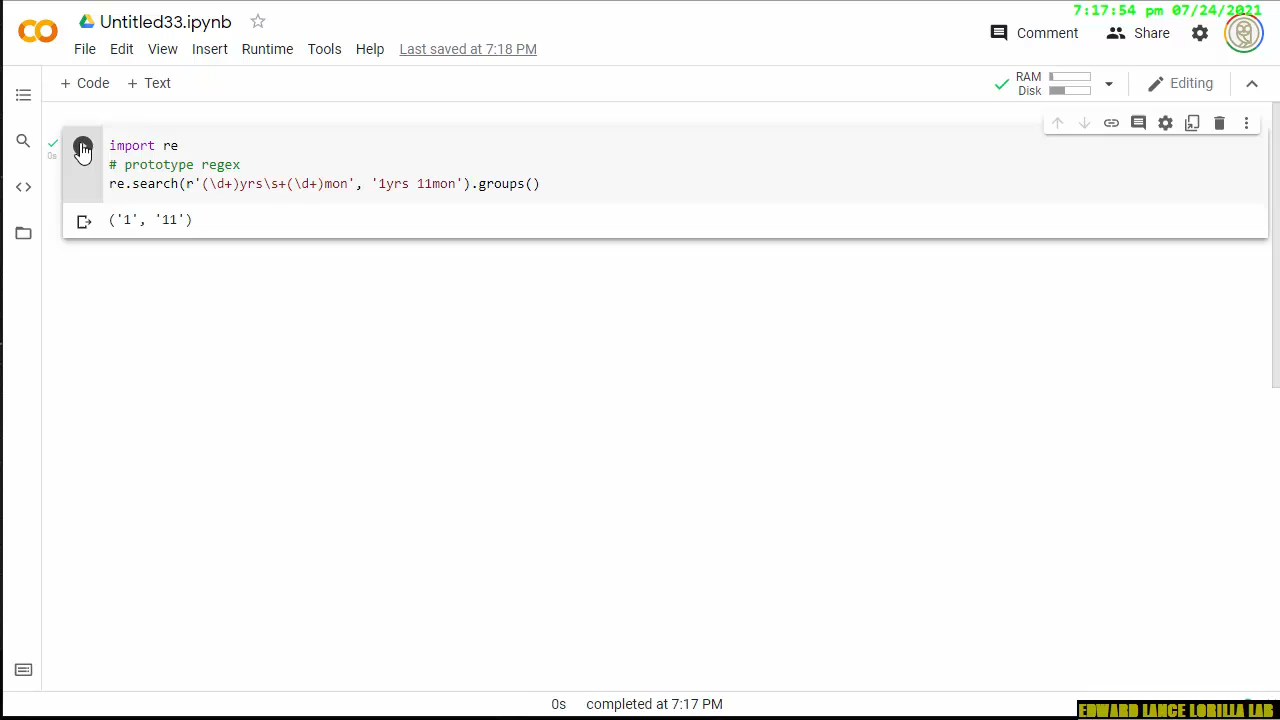 7:17:54 pm 07/24/2021
Untitled33.ipynb
File Edit View Insert Runtime Tools Help Last saved at 7:18 PM
Comment Share
+ Code + Text
RAM
Disk
Editing
0s
import re
# prototype regex
re.search(r'(\d+)yrs\s+(\d+)mon', '1yrs 11mon').groups()
('1', '11')
0s completed at 7:17 PM
EDWARD LANCE LORILLA LAB